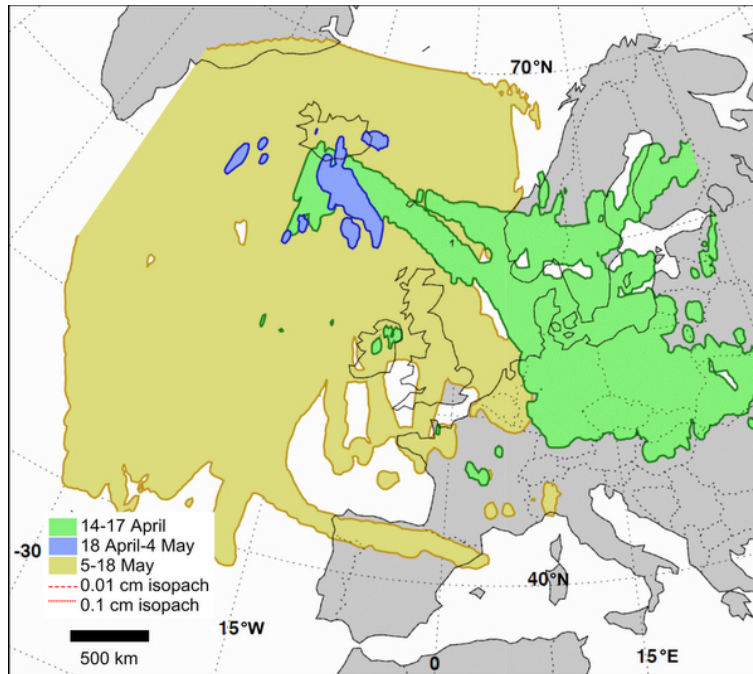 70°N
1
14-17 April
18 April-4 May
5-18 May
0.01 cm isopach
0.1 cm isopach
-30
500 km
15°W
0
40°N
15°E